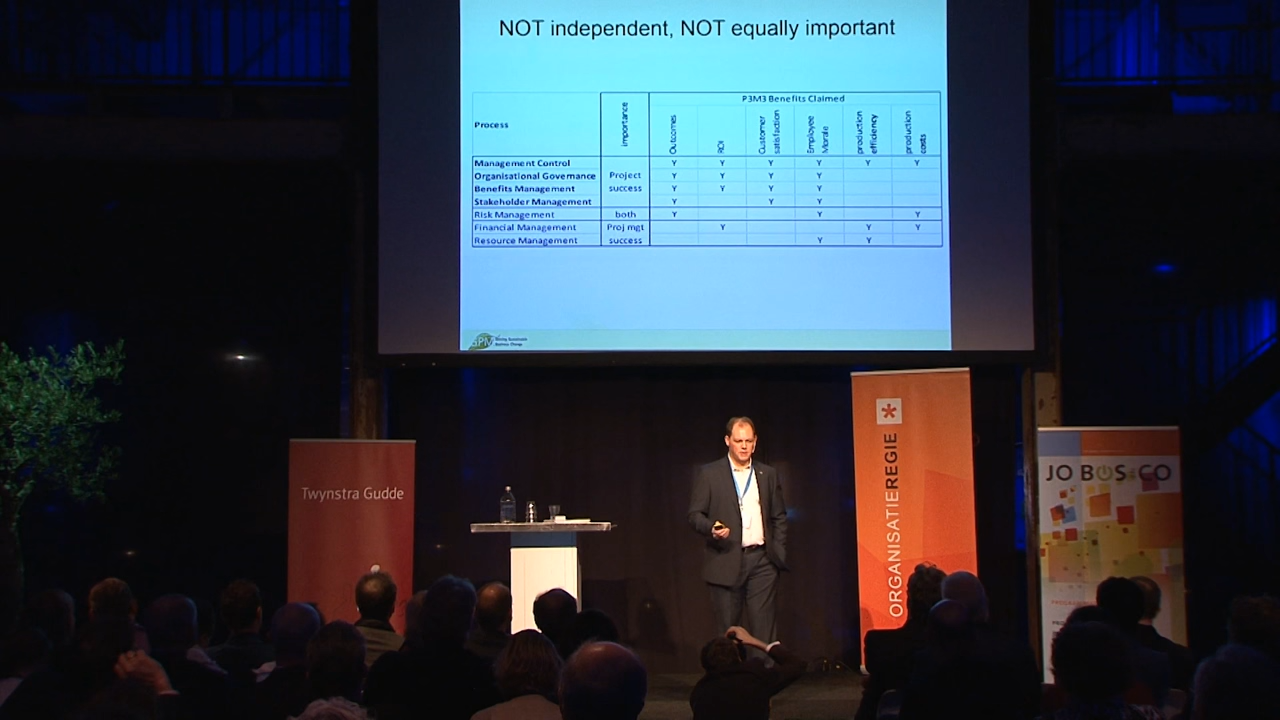 NOT independent, NOT equally important
P3M3 Benefits Claimed
Process
importance
Outcomes
ROI
Customer satisfaction
Employee Morale
production efficiency
production costs
Management Control Y Y Y Y Y Y
Organisational Governance Project Y Y Y Y
Benefits Management success Y Y Y Y
Stakeholder Management Y Y Y
Risk Management both Y Y Y
Financial Management Proj mgt Y Y Y
Resource Management success Y Y
Twynstra Gudde
ORGANISATIEREGIE
JO BOS CO